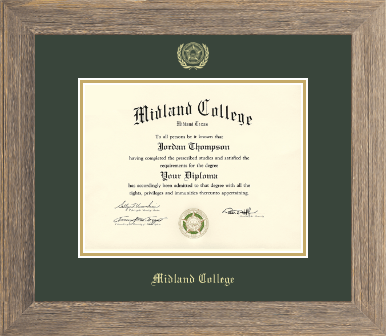 Midland College
Midland Texas
To all persons be it known that
Jordan Thompson
having completed the prescribed studies and satisfied the
requirements for the degree
Your Diploma
has accordingly been admitted to that degree with all the
rights, privileges and immunities thereunto appertaining.
Midland College